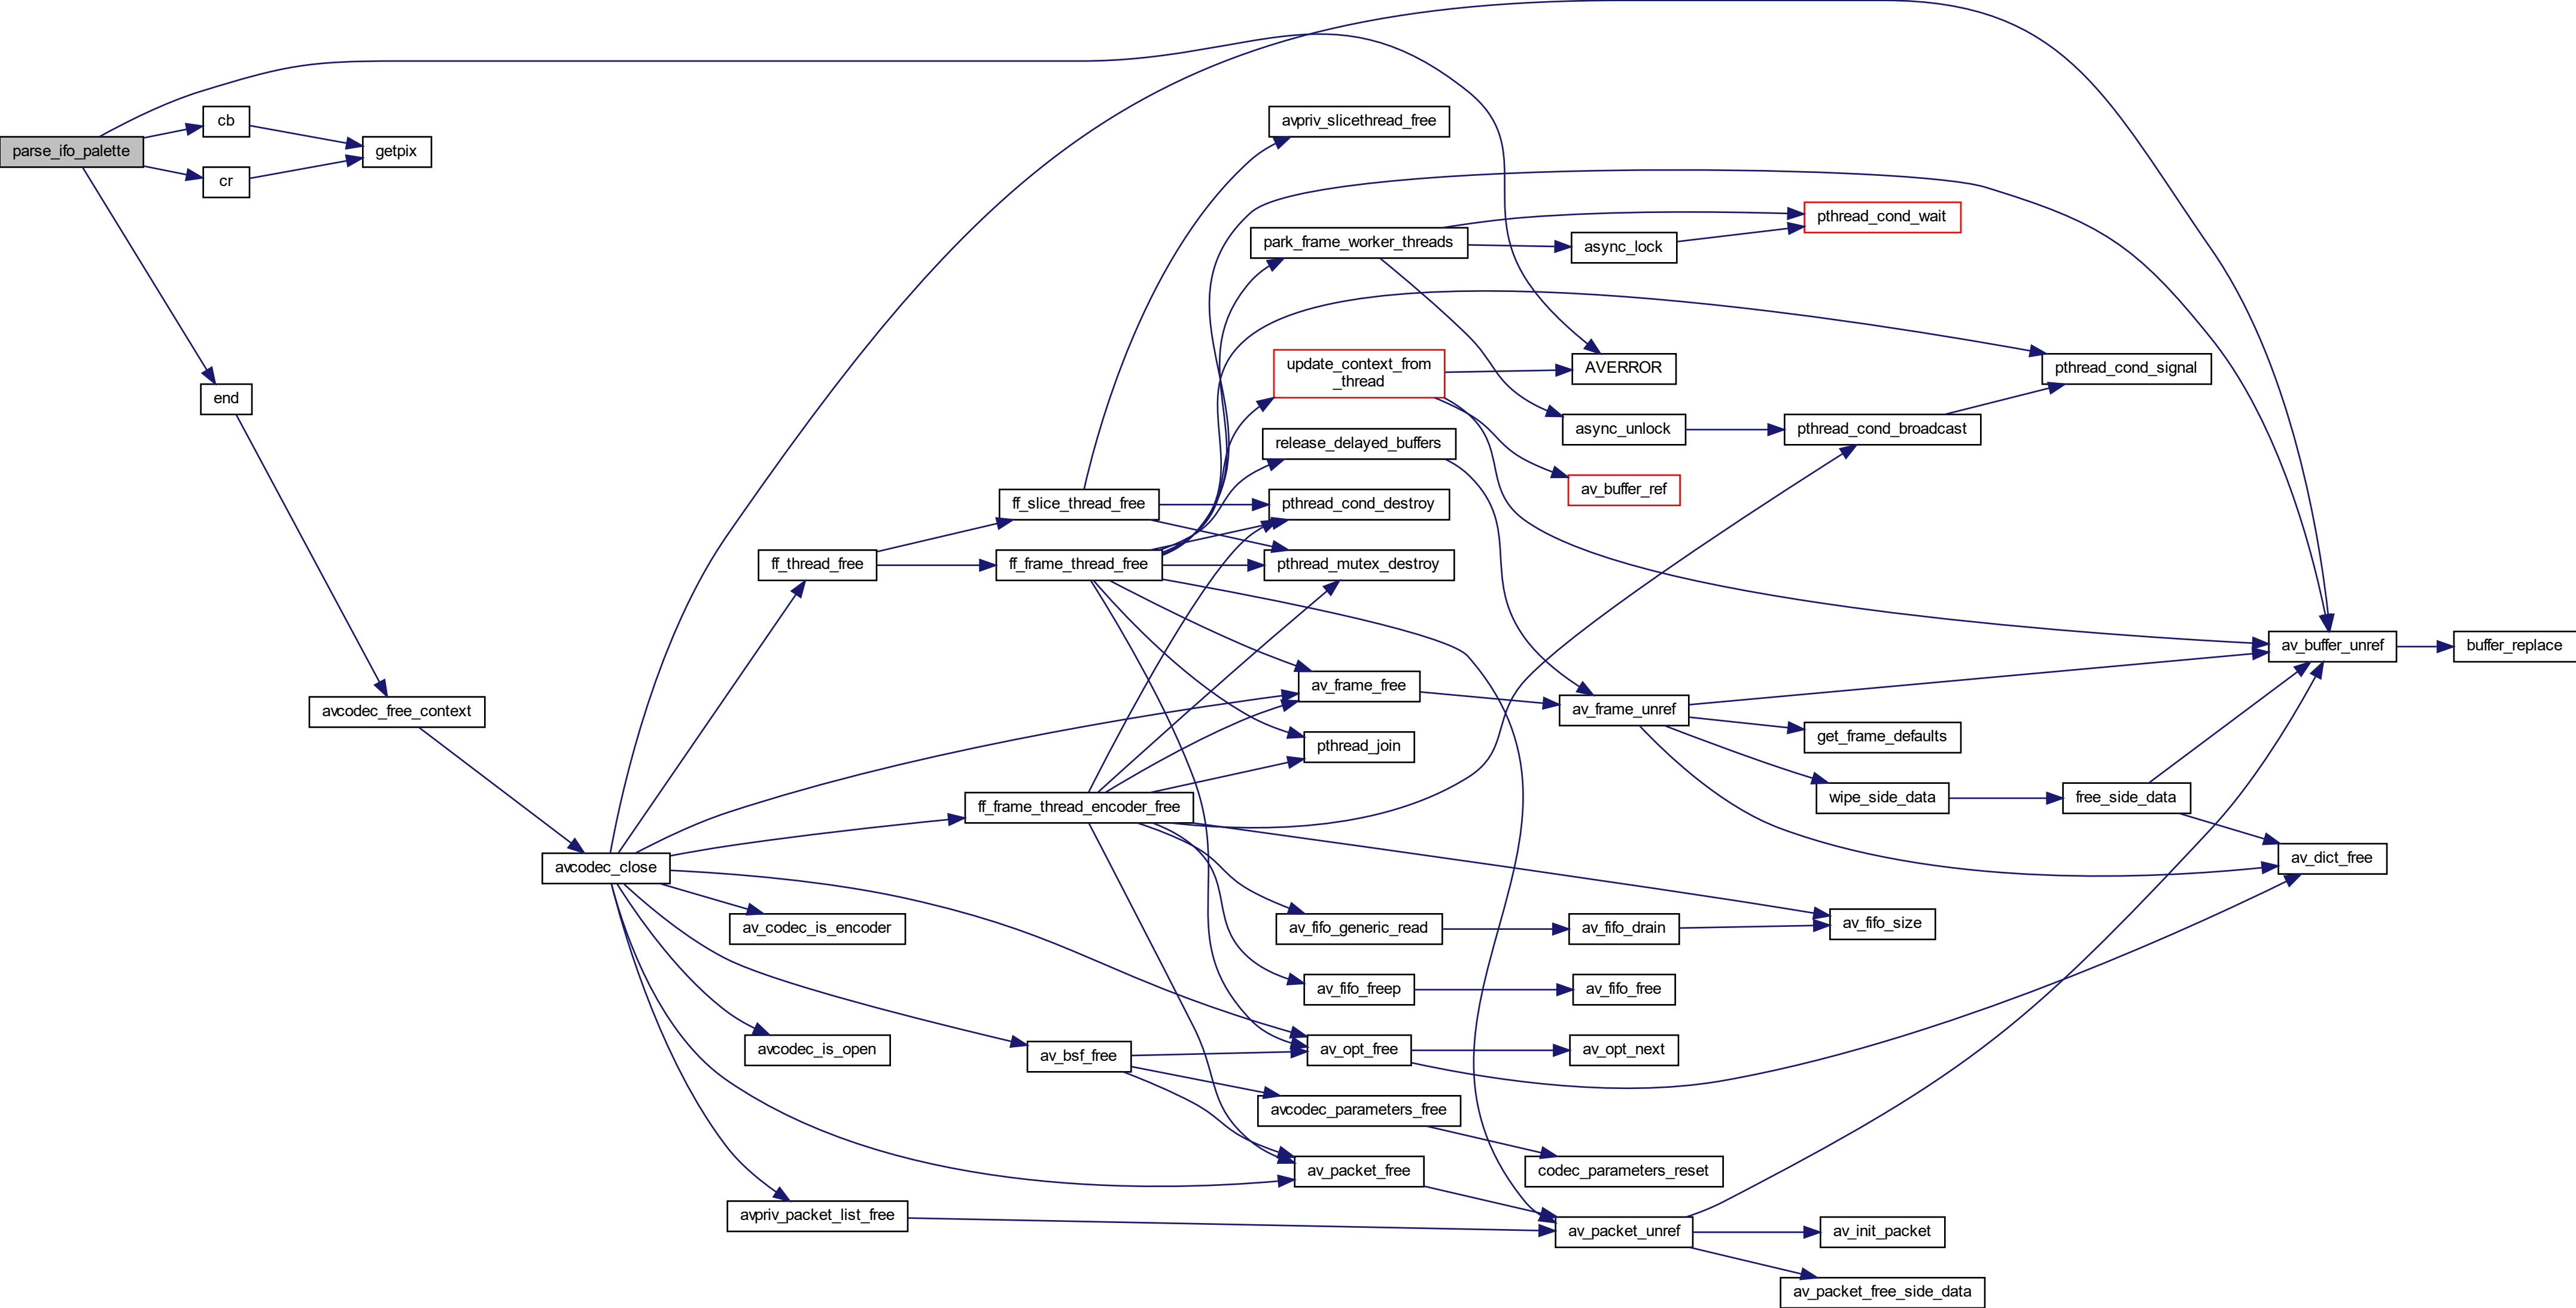 parse_ifo_palette
cb
cr
getpix
end
avcodec_free_context
avcodec_close
ff_thread_free
av_codec_is_encoder
avcodec_is_open
avpriv_packet_list_free
ff_slice_thread_free
ff_frame_thread_free
ff_frame_thread_encoder_free
av_bsf_free
avpriv_slicethread_free
park_frame_worker_threads
update_context_from
_thread
release_delayed_buffers
pthread_cond_destroy
pthread_mutex_destroy
av_frame_free
pthread_join
av_fifo_generic_read
av_fifo_freep
av_opt_free
avcodec_parameters_free
av_packet_free
async_lock
AVERROR
async_unlock
av_buffer_ref
av_frame_unref
av_fifo_drain
av_fifo_free
av_opt_next
codec_parameters_reset
av_packet_unref
pthread_cond_wait
pthread_cond_broadcast
get_frame_defaults
wipe_side_data
av_fifo_size
av_init_packet
av_packet_free_side_data
pthread_cond_signal
free_side_data
av_buffer_unref
av_dict_free
buffer_replace